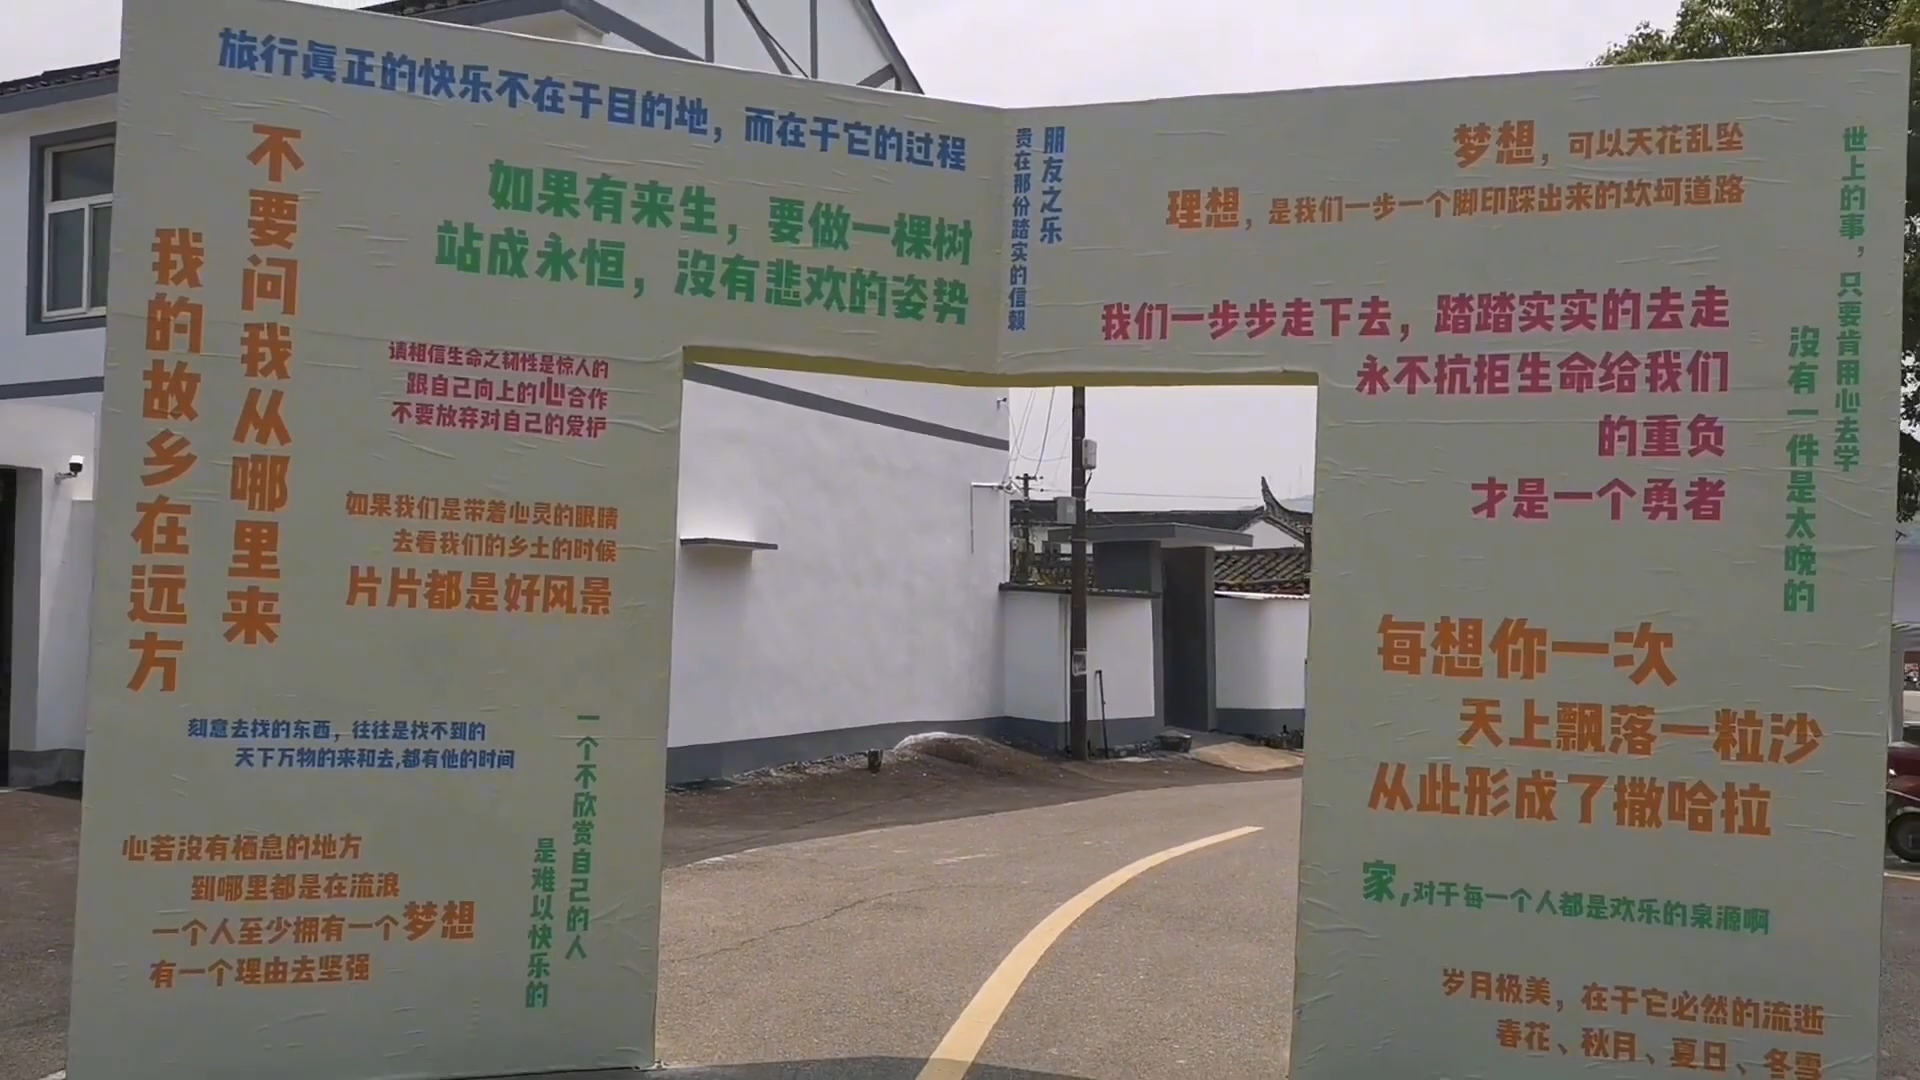 旅行真正的快乐不在于目的地，而在于它的过程
不要问我从哪里来
我的故乡在远方
如果有来生，要做一棵树
站成永恒，没有悲欢的姿势
请相信生命之韧性是惊人的
跟自己向上的心合作
不要放弃对自己的爱护
如果我们是带着心灵的眼睛
去看我们的乡土的时候
片片都是好风景
刻意去找的东西，往往是找不到的
天下万物的来和去,都有他的时间
一个不欣赏自己的人
是难以快乐的
心若没有栖息的地方
到哪里都是在流浪
一个人至少拥有一个梦想
有一个理由去坚强
朋友之乐
贵在那份踏实的信赖
梦想，可以天花乱坠
理想，是我们一步一个脚印踩出来的坎坷道路
世上的事，只要肯用心去学
没有一件是太晚的
我们一步步走下去，踏踏实实的去走
永不抗拒生命给我们
的重负
才是一个勇者
每想你一次
天上飘落一粒沙
从此形成了撒哈拉
家,对于每一个人都是欢乐的泉源啊
岁月极美，在于它必然的流逝
春花、秋月、夏日、冬雪